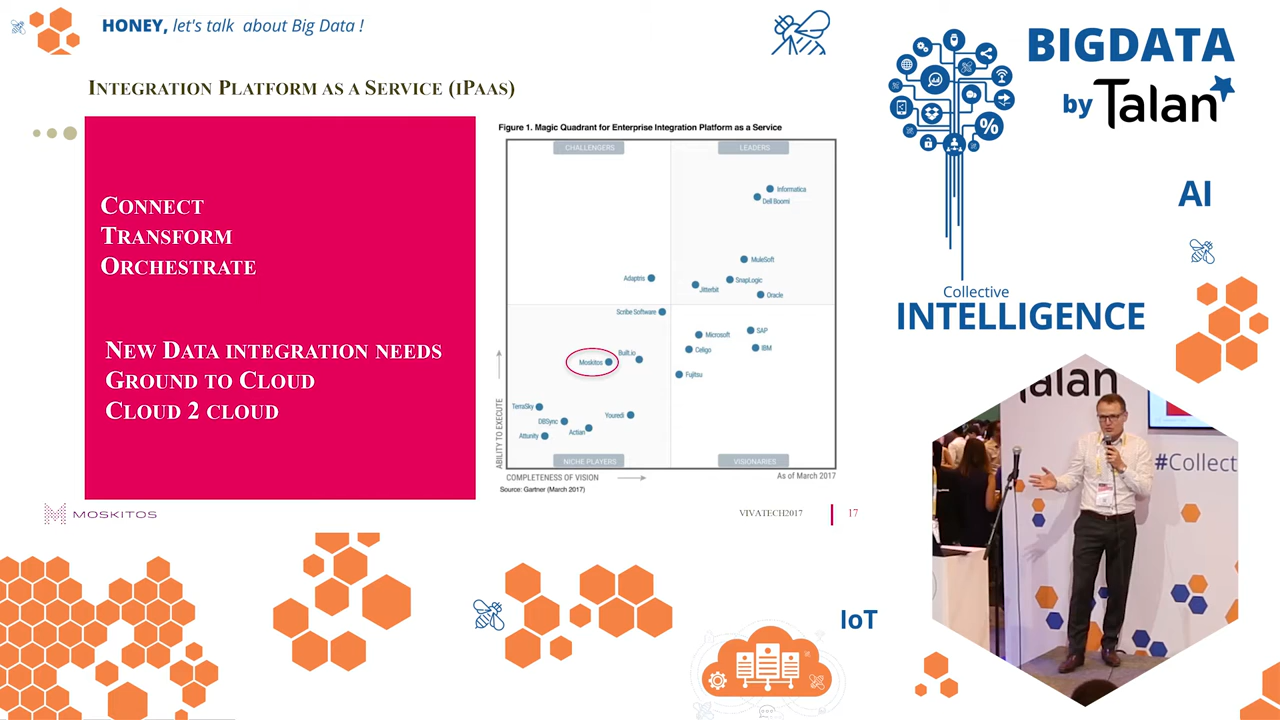 HONEY, let's talk about Big Data !
INTEGRATION PLATFORM AS A SERVICE (IPAAS)
CONNECT
TRANSFORM
ORCHESTRATE
NEW DATA INTEGRATION NEEDS
GROUND TO CLOUD
CLOUD 2 CLOUD
Figure 1. Magic Quadrant for Enterprise Integration Platform as a Service
CHALLENGERS
LEADERS
Informatica
Dell Boomi
MuleSoft
Adaptris
SnapLogic
Jitterbit
Oracle
Scribe Software
Microsoft
SAP
Built.io
Celigo
IBM
Moskitos
Fujitsu
TerraSky
Youredi
DBSync
Actian
Attunity
ABILITY TO EXECUTE
NICHE PLAYERS
VISIONARIES
COMPLETENESS OF VISION
As of March 2017
Source: Gartner (March 2017)
MOSKITOS
VIVATECH2017
17
BIGDATA
by Talan
%
AI
Collective
INTELLIGENCE
Talan
#Collect
IoT